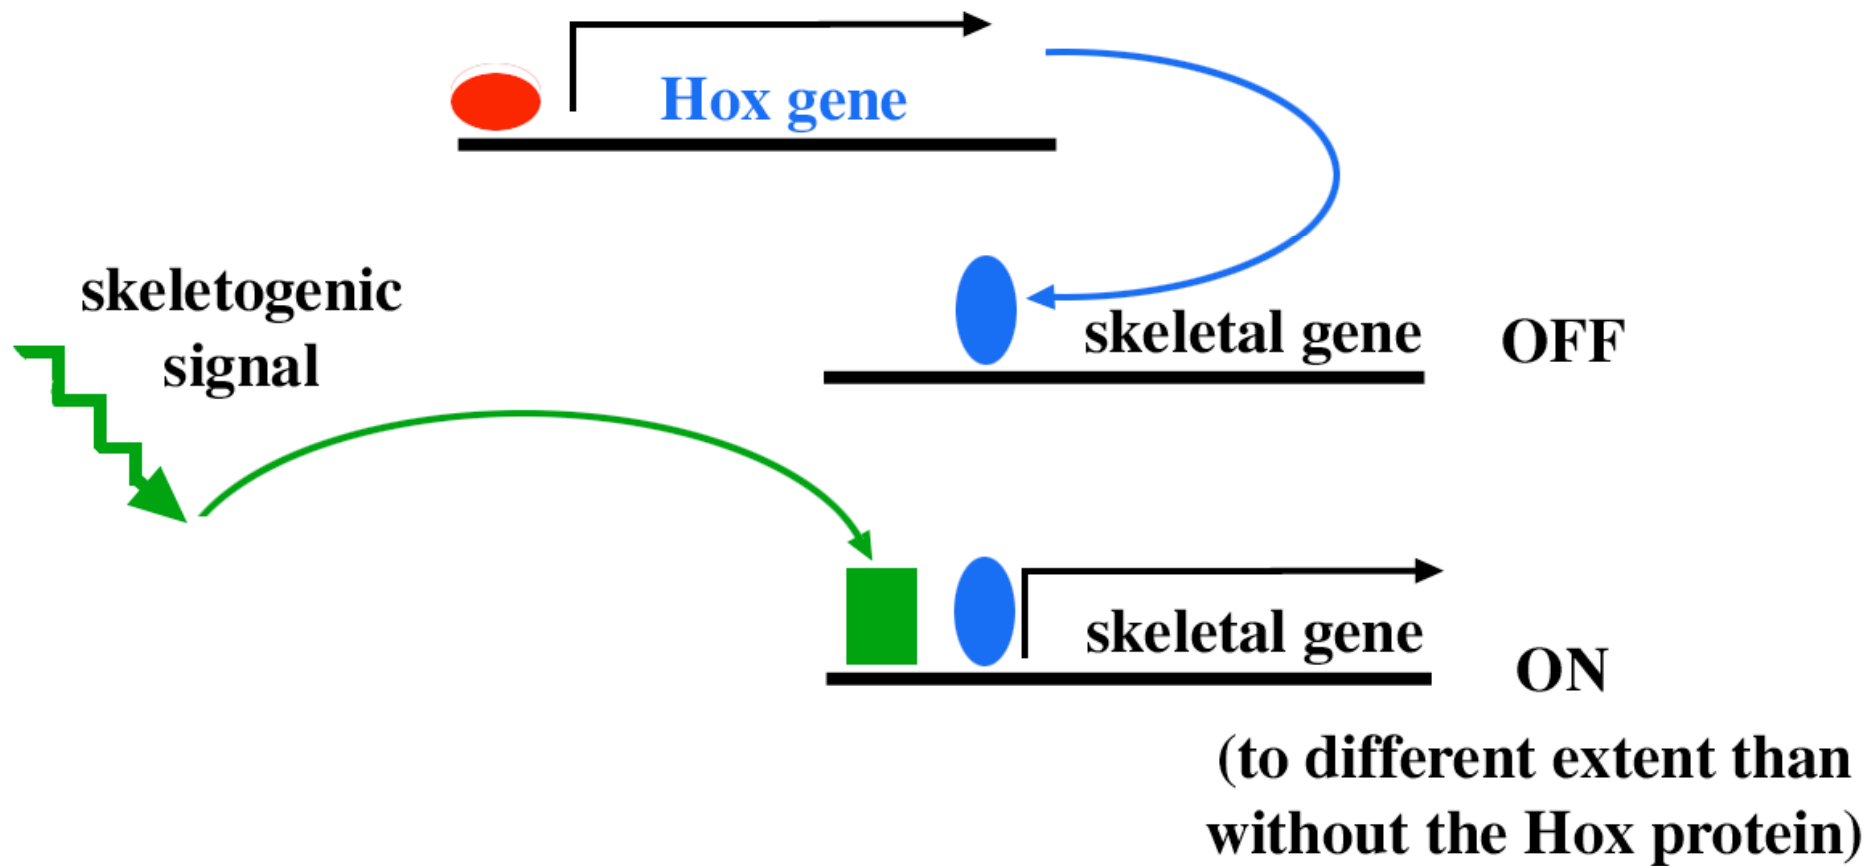 Hox gene
skeletogenic
signal
skeletal gene
OFF
skeletal gene
ON
(to different extent than
without the Hox protein)